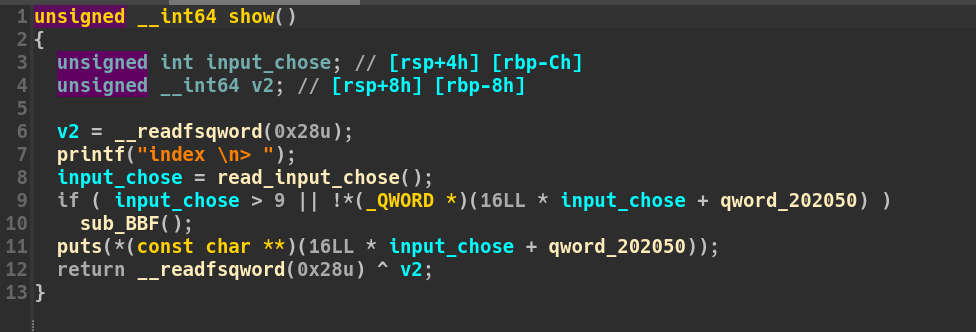 1 unsigned __int64 show()
2 {
3 unsigned int input_chose; // [rsp+4h] [rbp-Ch]
4 unsigned __int64 v2; // [rsp+8h] [rbp-8h]
5
6 v2 = __readfsqword(0x28u);
7 printf("index \n> ");
8 input_chose = read_input_chose();
9 if ( input_chose > 9 || !*(_QWORD *)(16LL * input_chose + qword_202050) )
10 sub_BBF();
11 puts(*(const char **)(16LL * input_chose + qword_202050));
12 return __readfsqword(0x28u) ^ v2;
13 }